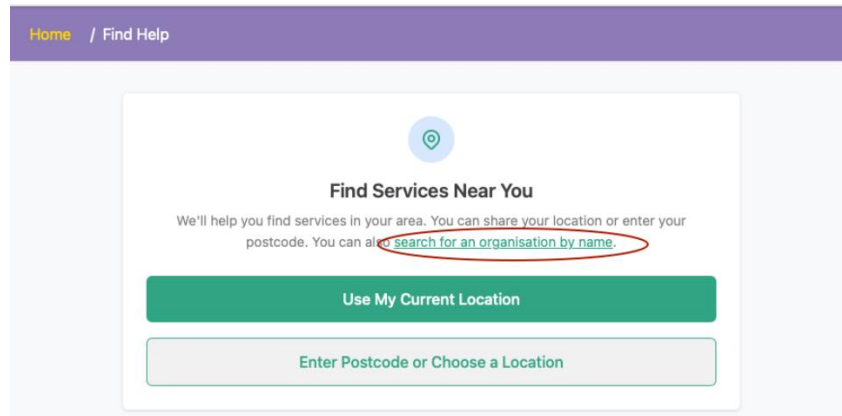 Home / Find Help
Find Services Near You
We'll help you find services in your area. You can share your location or enter your
postcode. You can also search for an organisation by name.
Use My Current Location
Enter Postcode or Choose a Location